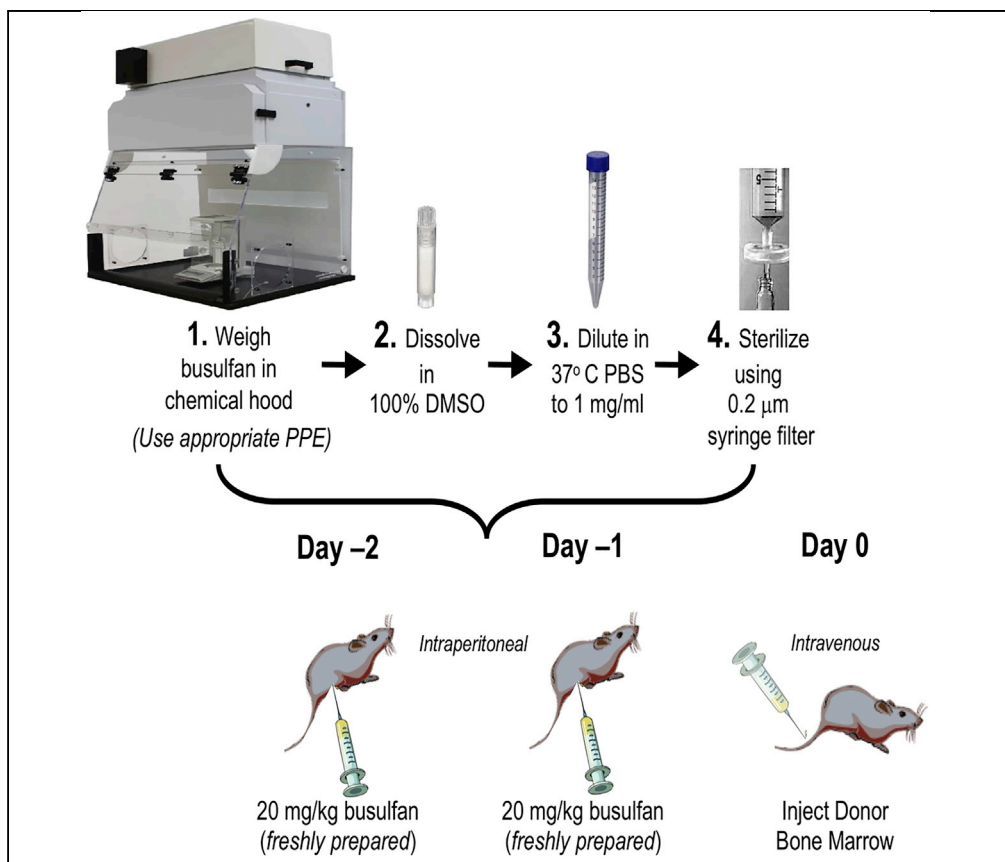 1. Weigh
busulfan in
chemical hood
(Use appropriate PPE)
2. Dissolve
in
100% DMSO
3. Dilute in
37º C PBS
to 1 mg/ml
4. Sterilize
using
0.2 μm
syringe filter
Day –2
Day –1
Day 0
Intraperitoneal
Intravenous
20 mg/kg busulfan
(freshly prepared)
20 mg/kg busulfan
(freshly prepared)
Inject Donor
Bone Marrow